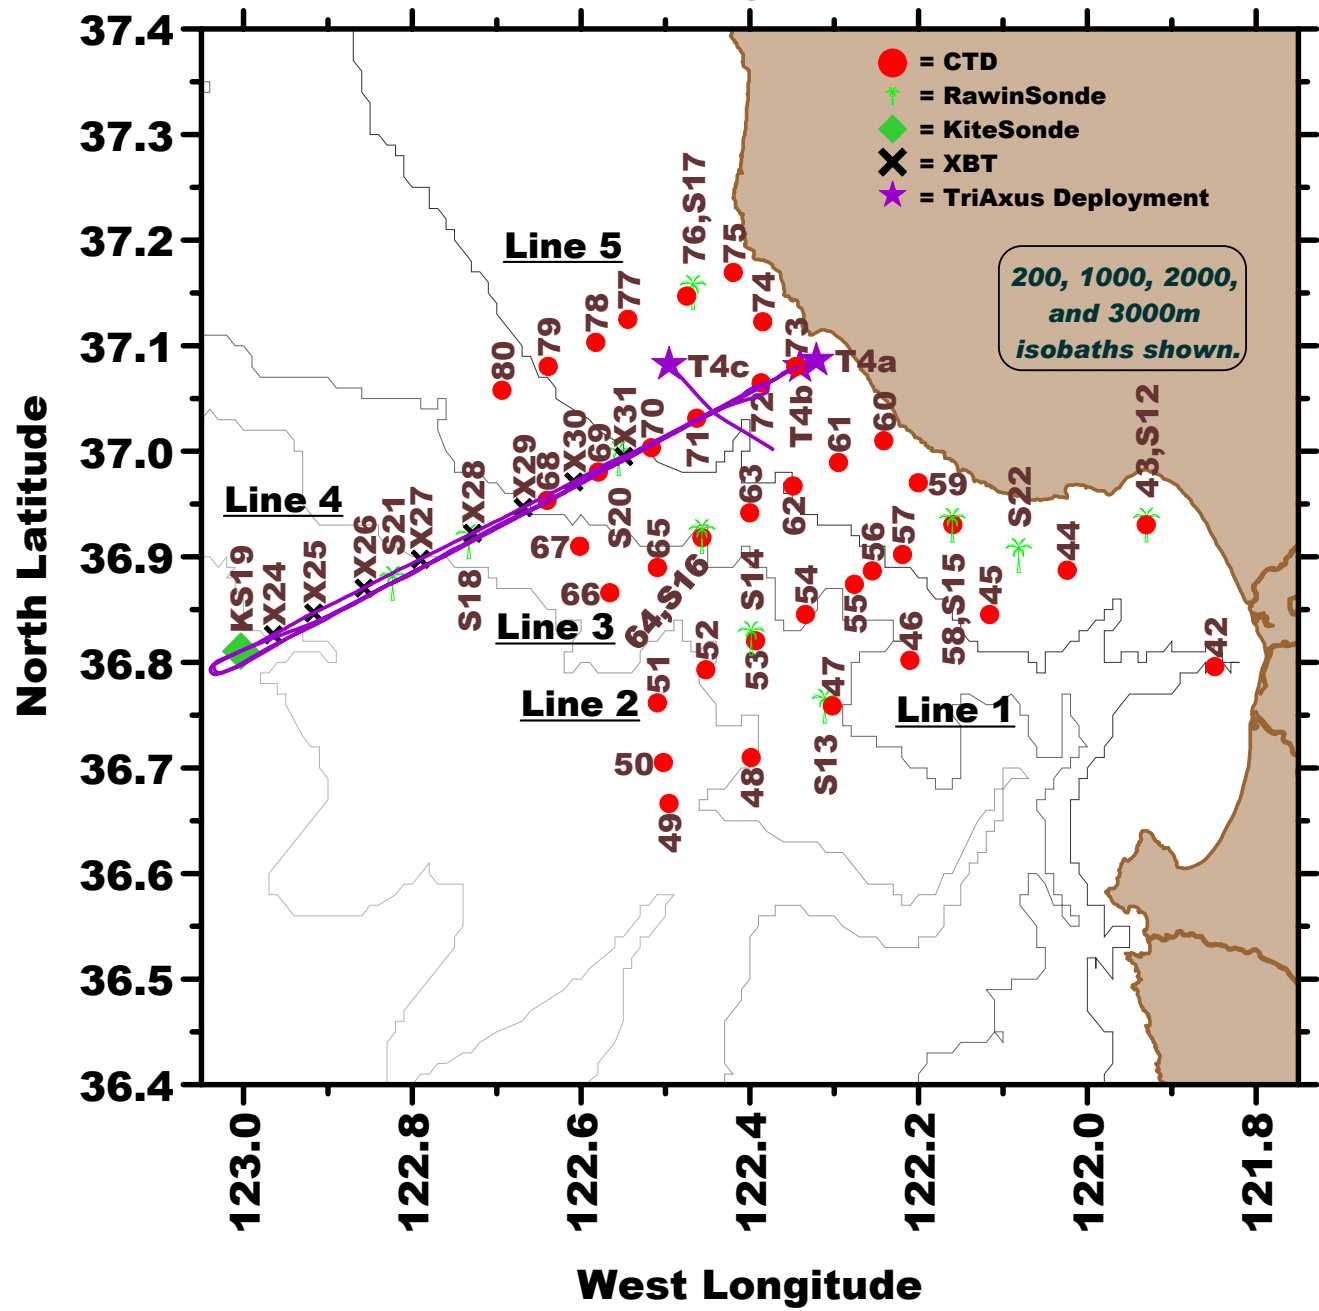 37.4
37.3
37.2
37.1
37.0
36.9
36.8
36.7
36.6
36.5
36.4
North Latitude
123.0
122.8
122.6
122.4
122.2
122.0
121.8
West Longitude
= CTD
= RawinSonde
= KiteSonde
= XBT
= TriAxus Deployment
200, 1000, 2000,
and 3000m
isobaths shown.
Line 5
Line 4
Line 3
Line 2
Line 1
76,S17
75
74
73
77
78
79
80
T4c
T4a
T4b
72
71
70
X31
69
X30
68
X29
X28
X27
S21
X26
X25
X24
KS19
S18
S20
67
66
65
64,S16
63
62
61
60
59
58,S15
57
56
55
54
S14
53
52
51
50
49
48
47
S13
46
45
S22
44
43,S12
42